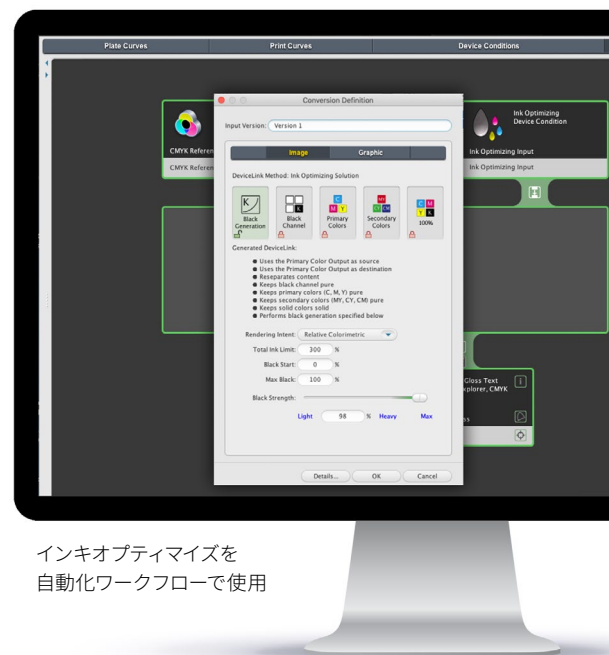 Plate Curves Print Curves Device Conditions
Conversion Definition
Input Version: Version 1
Ink Optimizing
Device Condition
CMYK Referen
Ink Optimizing Input
CMYK Referen
Ink Optimizing Input
Image Graphic
DeviceLink Method: Ink Optimizing Solution
K
Black
Generation
K
Black
Channel
C
M Y
Primary
Colors
MY
CY CM
Secondary
Colors
C M
Y K
100%
Generated DeviceLink:
Uses the Primary Color Output as source
Uses the Primary Color Output as destination
Reseparates content
Keeps black channel pure
Keeps primary colors (C, M, Y) pure
Keeps secondary colors (MY, CY, CM) pure
Keeps solid colors solid
Performs black generation specified below
Rendering Intent: Relative Colorimetric
Total Ink Limit: 300 %
Black Start: 0 %
Max Black: 100 %
Black Strength:
Light 98 % Heavy Max
Gloss Text
xplorer, CMYK
ss
Details... OK Cancel
インキオプティマイズを
自動化ワークフローで使用